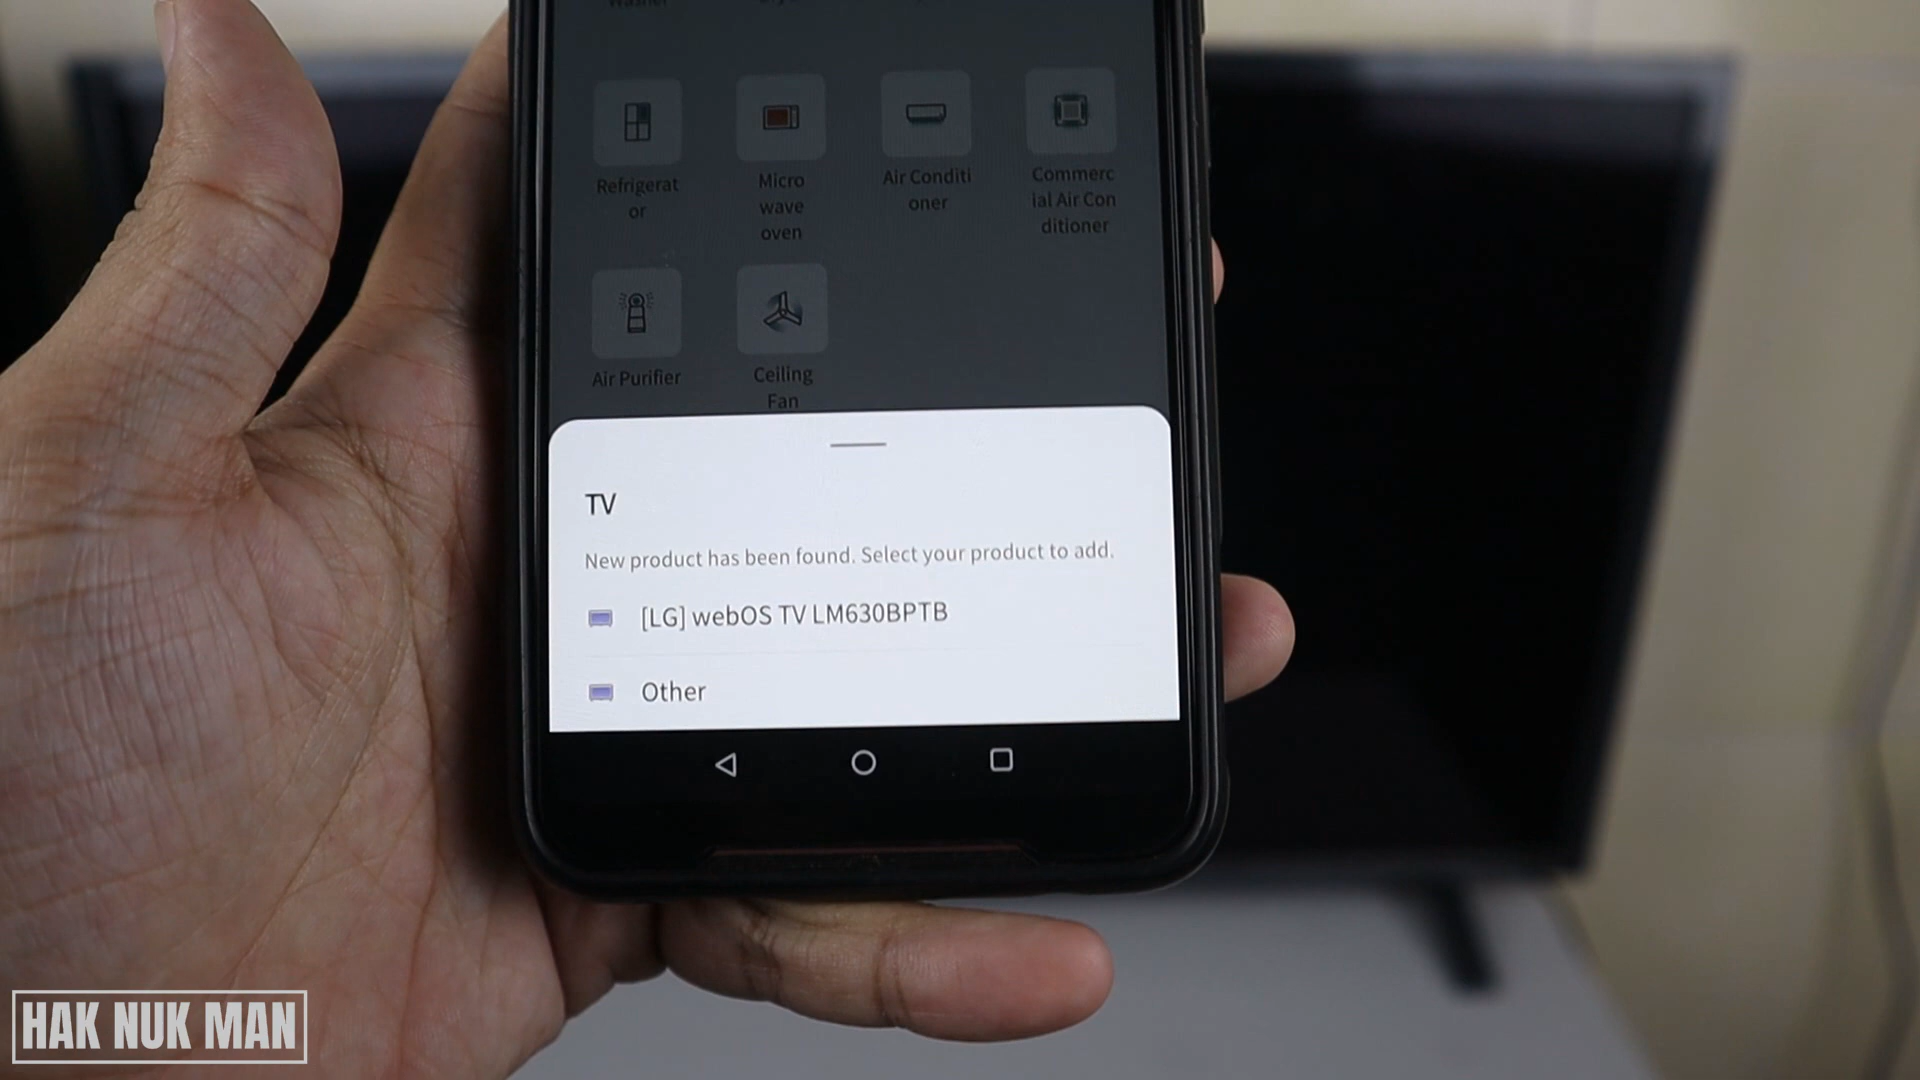 Washer
Refrigerat
or
Micro
wave
oven
Air Conditi
oner
Commerc
ial Air Con
ditioner
Air Purifier
Ceiling
Fan
TV
New product has been found. Select your product to add.
[LG] webOS TV LM630BPTB
Other
HAK NUK MAN